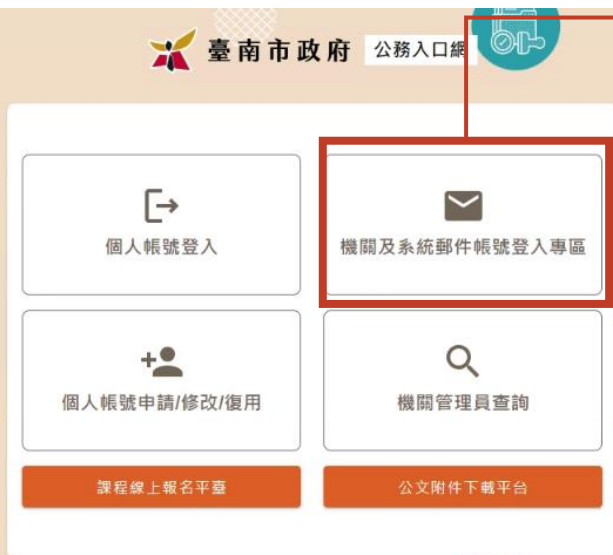 臺南市政府 公務入口網
個人帳號登入
機關及系統郵件帳號登入專區
個人帳號申請/修改/復用
機關管理員查詢
課程線上報名平臺
公文附件下載平台